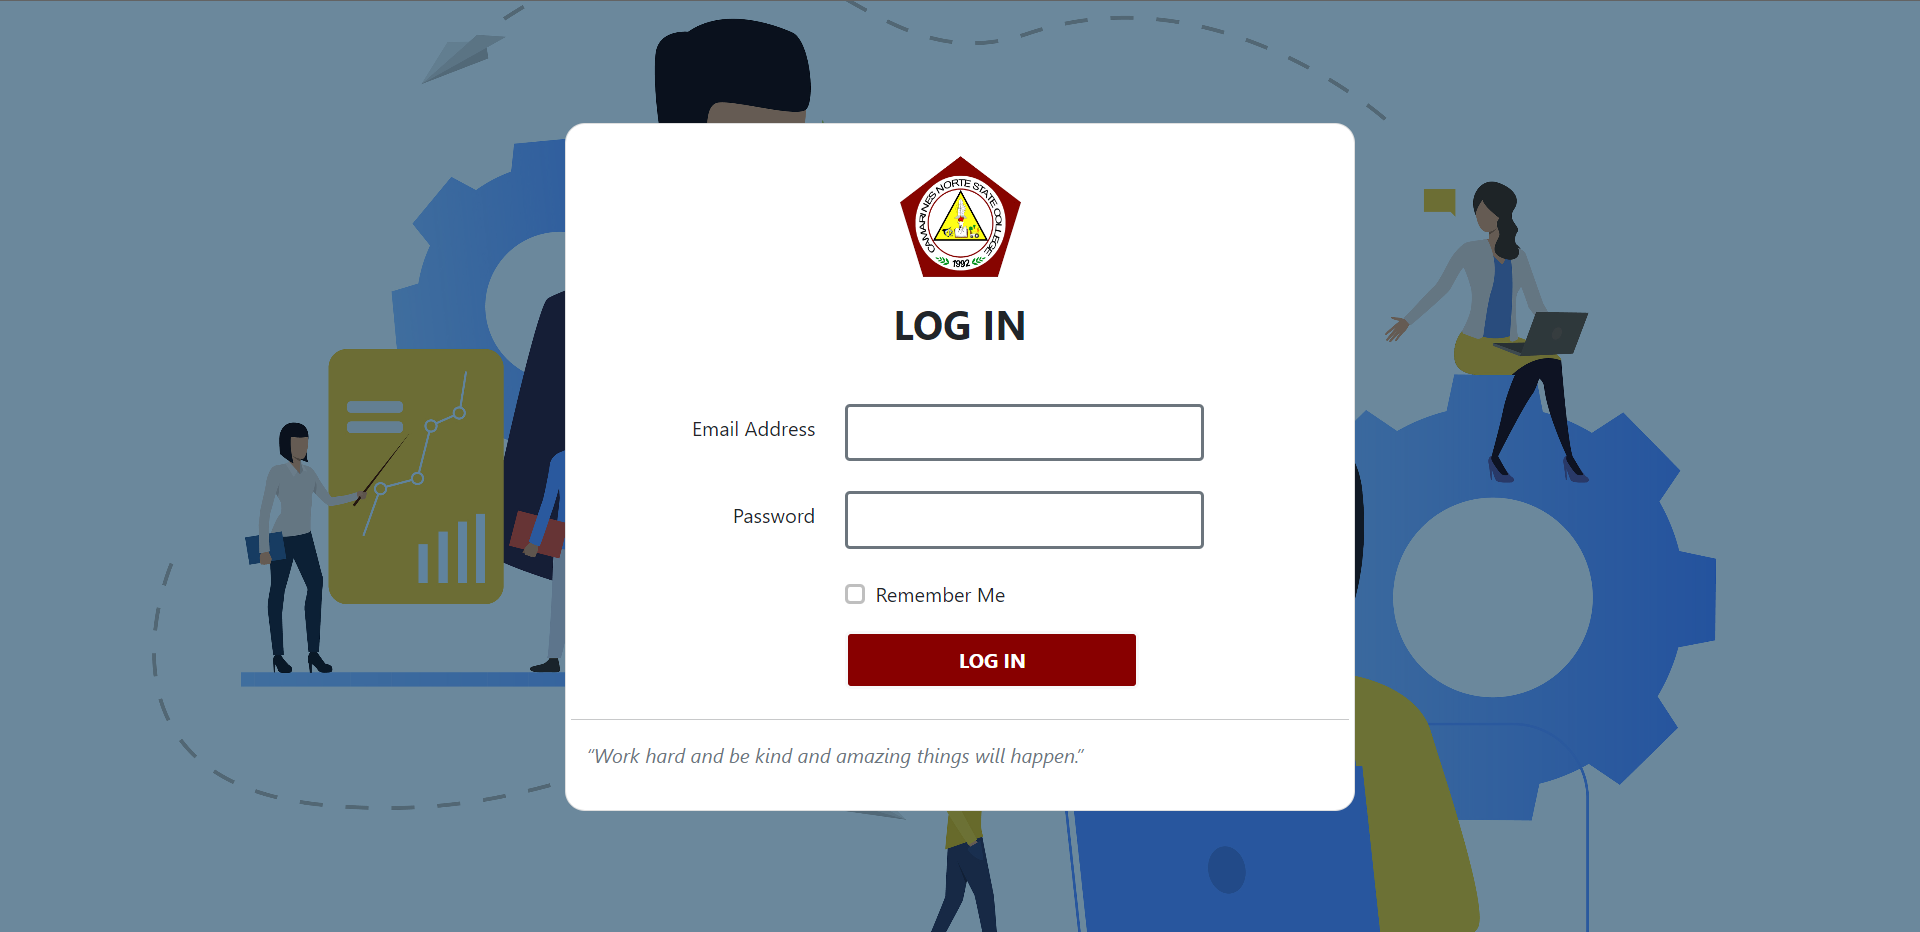 CAMARINES NORTE STATE COLLEGE
1992
LOG IN
Email Address
Password
Remember Me
LOG IN
“Work hard and be kind and amazing things will happen.”